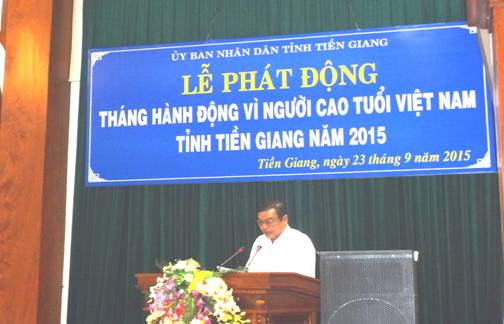 ỦY BAN NHÂN DÂN TỈNH TIỀN GIANG
LỄ PHÁT ĐỘNG
THÁNG HÀNH ĐỘNG VÌ NGƯỜI CAO TUỔI VIỆT NAM
TỈNH TIỀN GIANG NĂM 2015
Tiền Giang, ngày 23 tháng 9 năm 2015